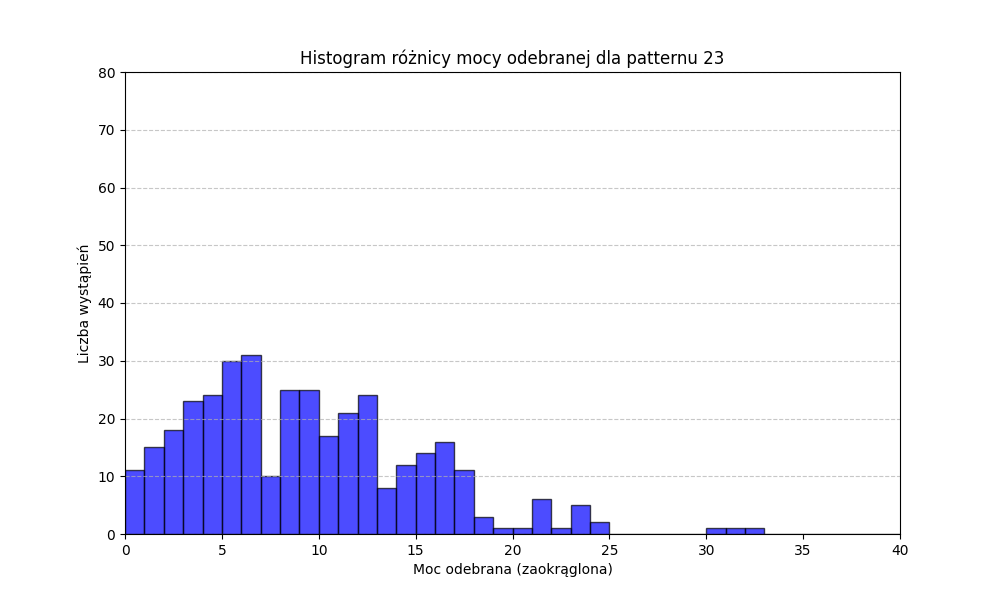 Histogram różnicy mocy odebranej dla patternu 23
80
70
60
50
40
30
20
10
0
Liczba wystąpień
0 5 10 15 20 25 30 35 40
Moc odebrana (zaokrąglona)